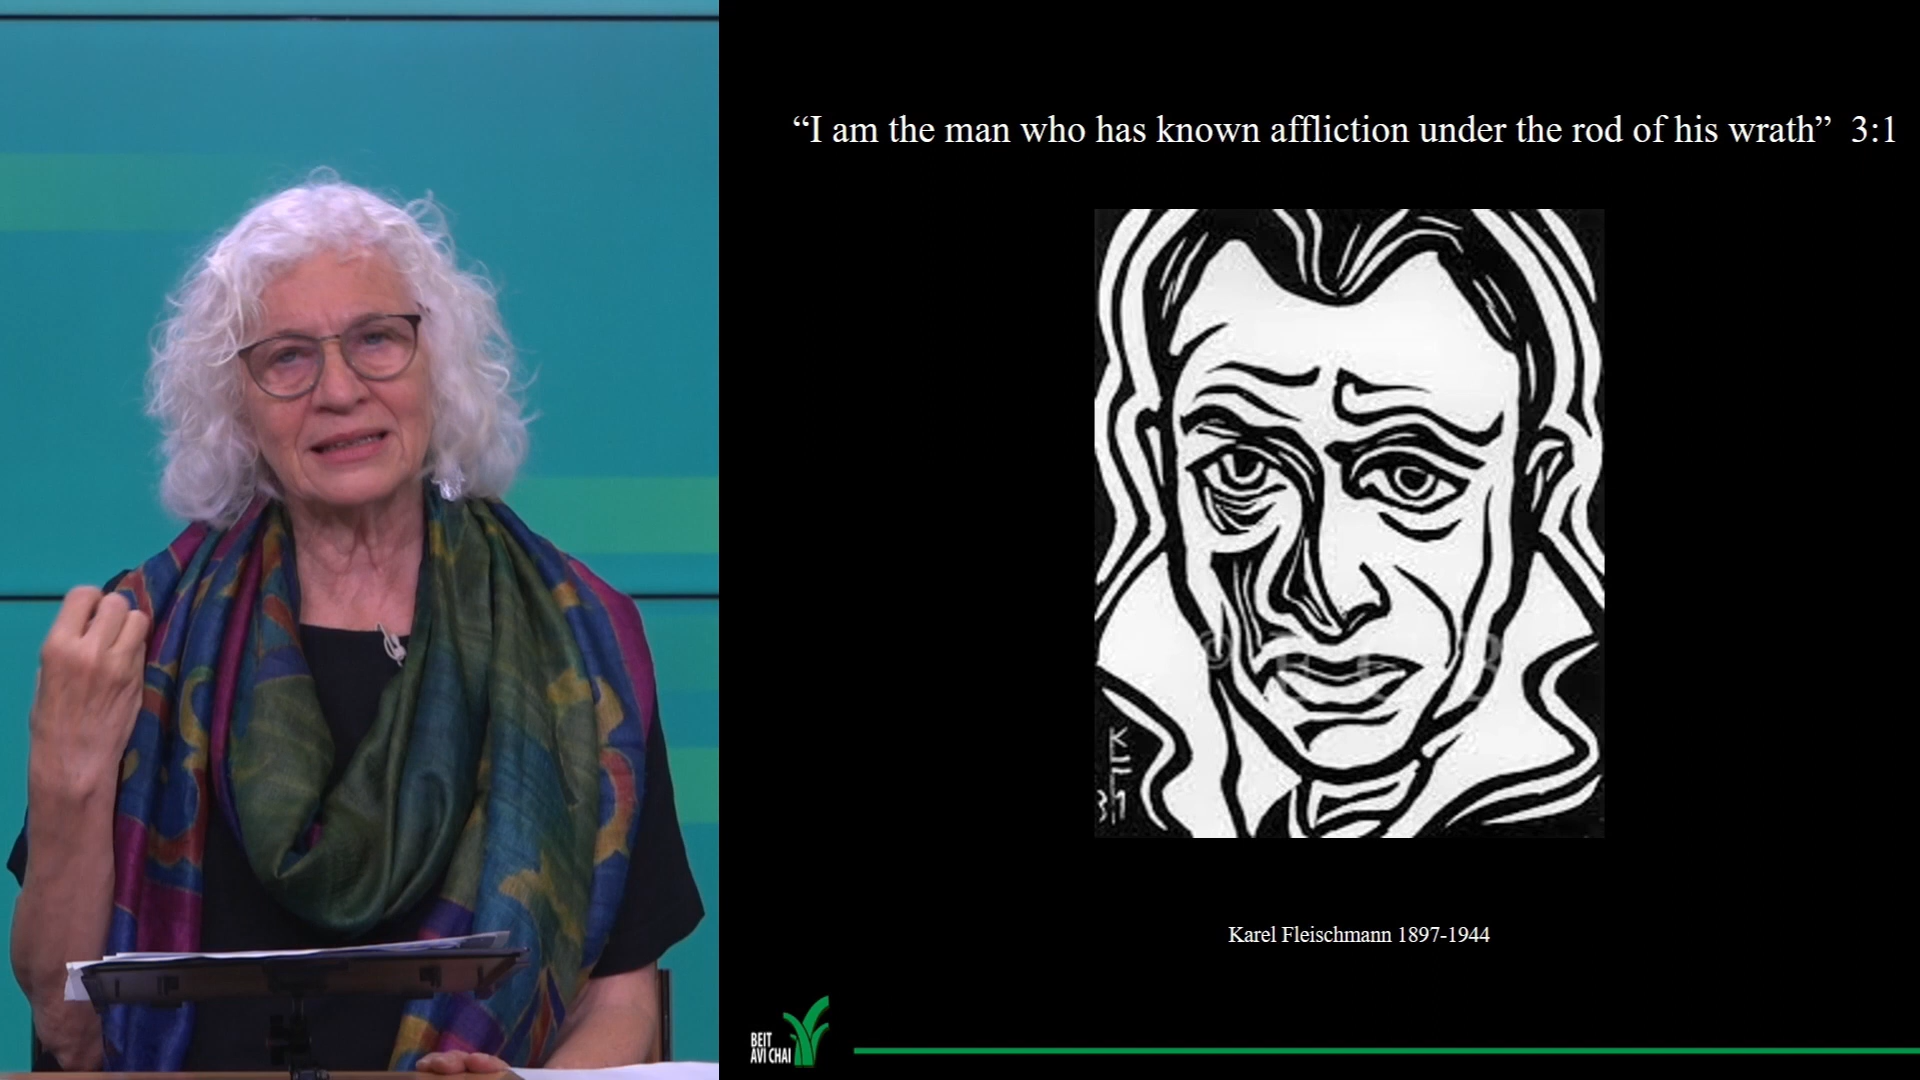 “I am the man who has known affliction under the rod of his wrath” 3:1
K
Karel Fleischmann 1897-1944
BEIT
AVI CHAI